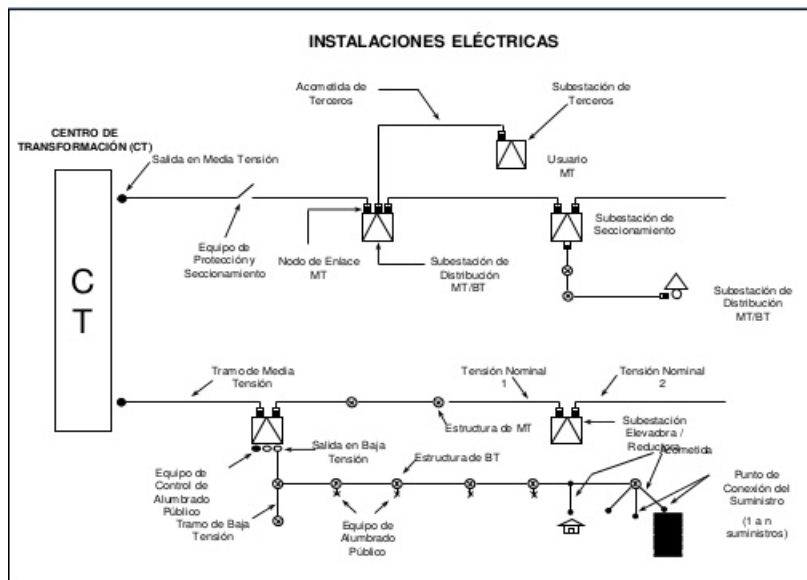 INSTALACIONES ELÉCTRICAS
Acometida de
Terceros
Subestación de
Terceros
CENTRO DE
TRANSFORMACIÓN (CT)
Salida en Media Tensión
Usuario
MT
Equipo de
Protección y
Seccionamiento
Nodo de Enlace
MT
Subestación de
Distribución
MT/BT
Subestación de
Seccionamiento
C
T
Subestación de
Distribución
MT/BT
Tramo de Media
Tensión
Tensión Nominal
1
Tensión Nominal
2
Estructura de MT
Subestación
Elevadora /
Reductora
Acometida
Salida en Baja
Tensión
Estructura de BT
Equipo de
Control de
Alumbrado
Público
Tramo de Baja
Tensión
Equipo de
Alumbrado
Público
Punto de
Conexión del
Suministro
(1 a n
suministros)